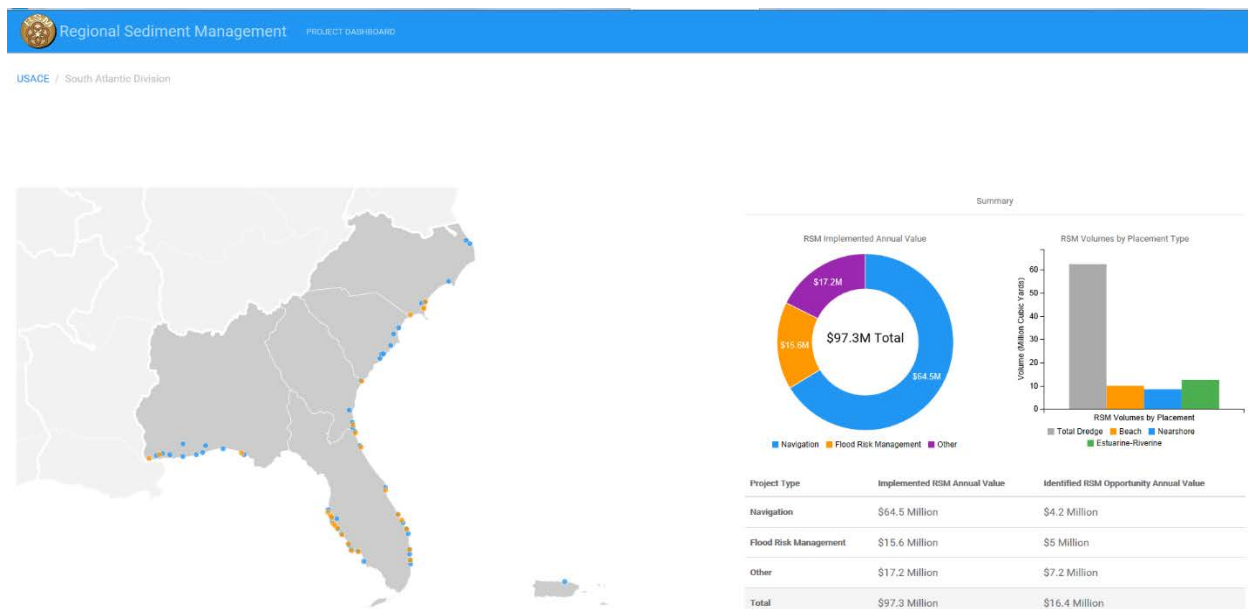 RSM
Regional Sediment Management PROJECT DASHBOARD
USACE / South Atlantic Division
Summary
RSM Implemented Annual Value
$17.2M
$15.6M
$97.3M Total
$64.5M
Navigation Flood Risk Management Other
RSM Volumes by Placement Type
Volume (Million Cubic Yards)
60
50
40
30
20
10
0
RSM Volumes by Placement
Total Dredge Beach Nearshore
Estuarine-Riverine
Project Type Implemented RSM Annual Value Identified RSM Opportunity Annual Value
Navigation $64.5 Million $4.2 Million
Flood Risk Management $15.6 Million $5 Million
Other $17.2 Million $7.2 Million
Total $97.3 Million $16.4 Million